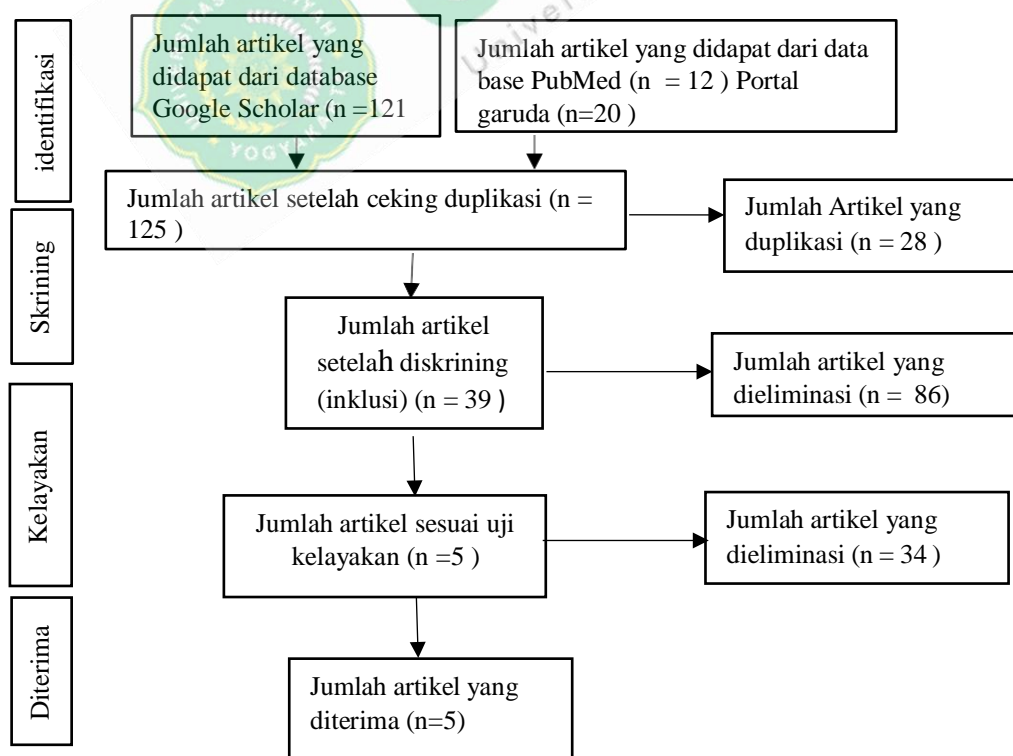 identifikasi
Jumlah artikel yang
didapat dari database
Google Scholar (n =121
Jumlah artikel yang didapat dari data
base PubMed (n = 12 ) Portal
garuda (n=20 )
YOGYAKART
Univer
Jumlah artikel setelah ceking duplikasi (n =
125 )
Jumlah Artikel yang
duplikasi (n = 28 )
Skrining
Jumlah artikel
setelah diskrining
(inklusi) (n = 39 )
Jumlah artikel yang
dieliminasi (n = 86)
Kelayakan
Jumlah artikel sesuai uji
kelayakan (n =5 )
Jumlah artikel yang
dieliminasi (n = 34 )
Diterima
Jumlah artikel yang
diterima (n=5)